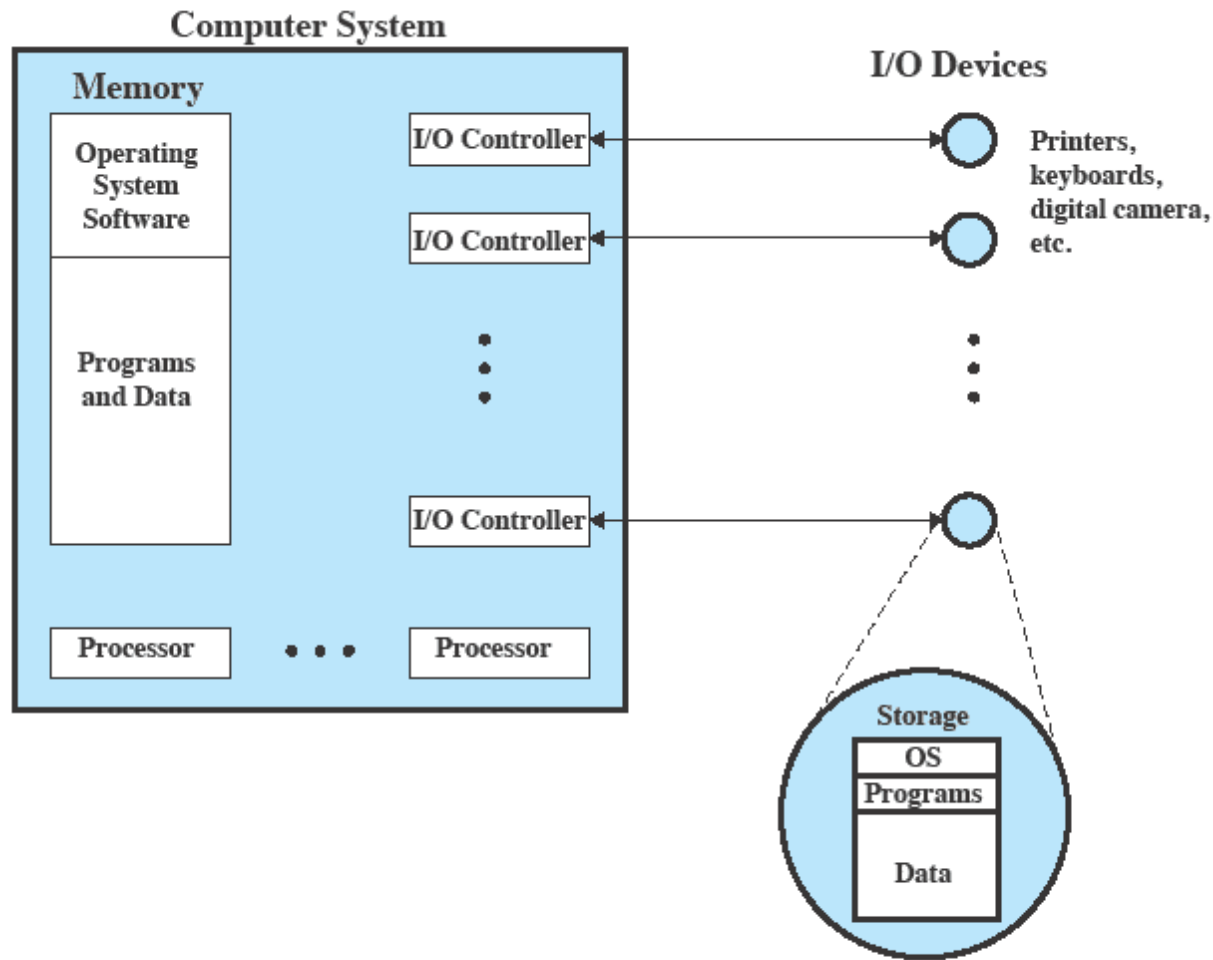 Computer System
I/O Devices
Memory
Operating
System
Software
Programs
and Data
I/O Controller
I/O Controller
I/O Controller
Printers,
keyboards,
digital camera,
etc.
Processor
Processor
Storage
OS
Programs
Data